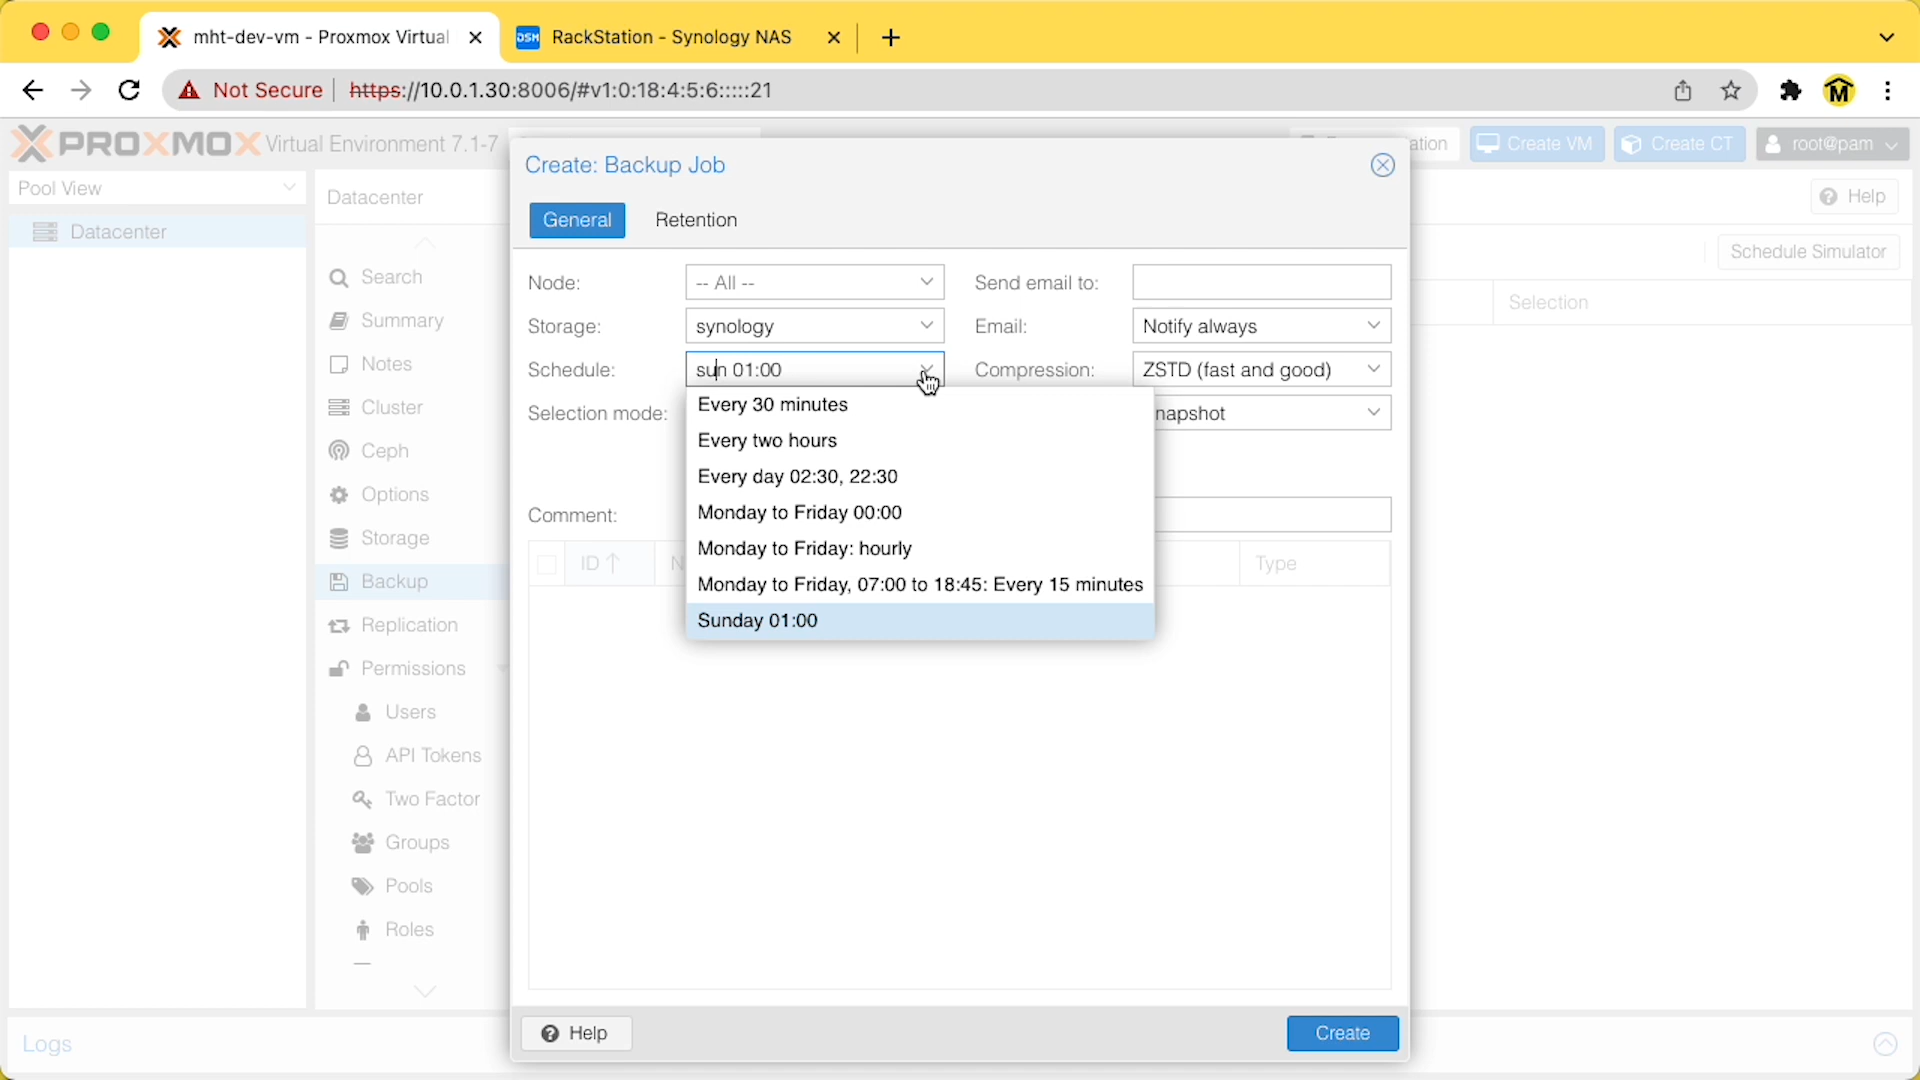 mht-dev-vm - Proxmox Virtual
DSM RackStation - Synology NAS
Not Secure https://10.0.1.30:8006/#v1:0:18:4:5:6:::::21
PROXMOX Virtual Environment 7.1-7
Create VM
Create CT
root@pam
Pool View
Datacenter
Datacenter
Help
Schedule Simulator
Selection
Search
Summary
Notes
Cluster
Ceph
Options
Storage
Backup
Replication
Permissions
Users
API Tokens
Two Factor
Groups
Pools
Roles
Create: Backup Job
General Retention
Node: -- All -- Send email to:
Storage: synology Email: Notify always
Schedule: sun 01:00 Compression: ZSTD (fast and good)
Selection mode: napshot
Every 30 minutes
Every two hours
Every day 02:30, 22:30
Monday to Friday 00:00
Monday to Friday: hourly
Monday to Friday, 07:00 to 18:45: Every 15 minutes
Sunday 01:00
Comment:
ID N Type
Help Create
Logs